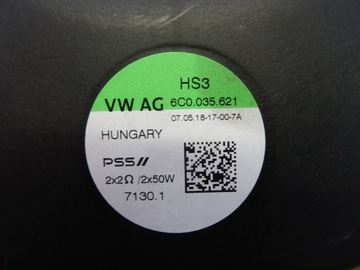 HS3
VW AG 6C0.035.621
07.05.18-17-00-7A
HUNGARY
PSS//
2x2Ω /2x50W
7130.1